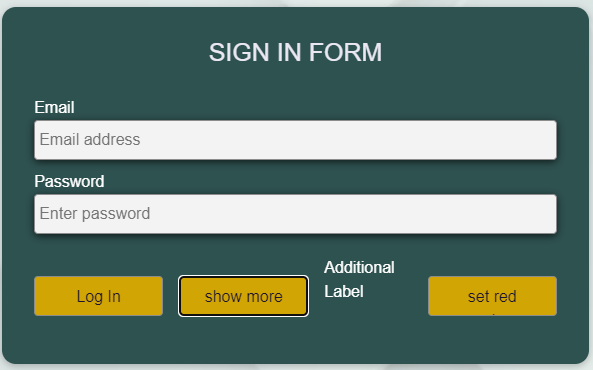 SIGN IN FORM
Email
Email address
Password
Enter password
Log In
show more
Additional
Label
set red